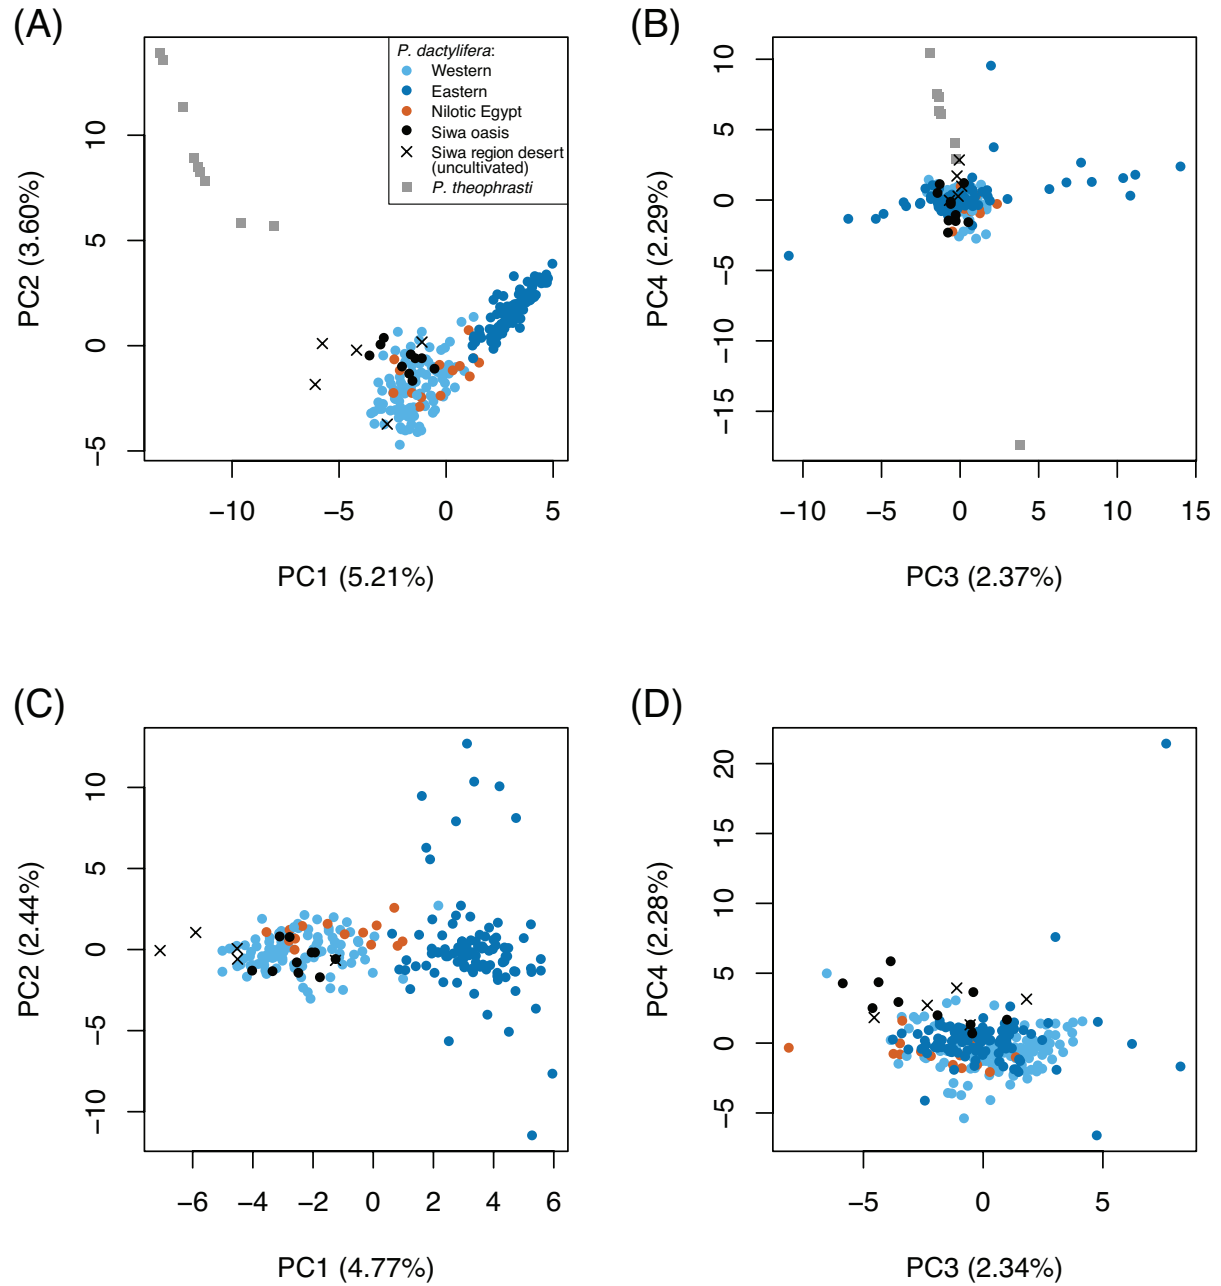 (A)
P. dactylifera:
Western
Eastern
Nilotic Egypt
Siwa oasis
Siwa region desert
(uncultivated)
P. theophrasti
10
5
0
−5
PC2 (3.60%)
−10 −5 0 5
PC1 (5.21%)
(B)
10
5
0
−5
−10
−15
PC4 (2.29%)
−10 −5 0 5 10 15
PC3 (2.37%)
(C)
10
5
0
−5
−10
PC2 (2.44%)
−6 −4 −2 0 2 4 6
PC1 (4.77%)
(D)
20
15
10
5
0
−5
PC4 (2.28%)
−5 0 5
PC3 (2.34%)